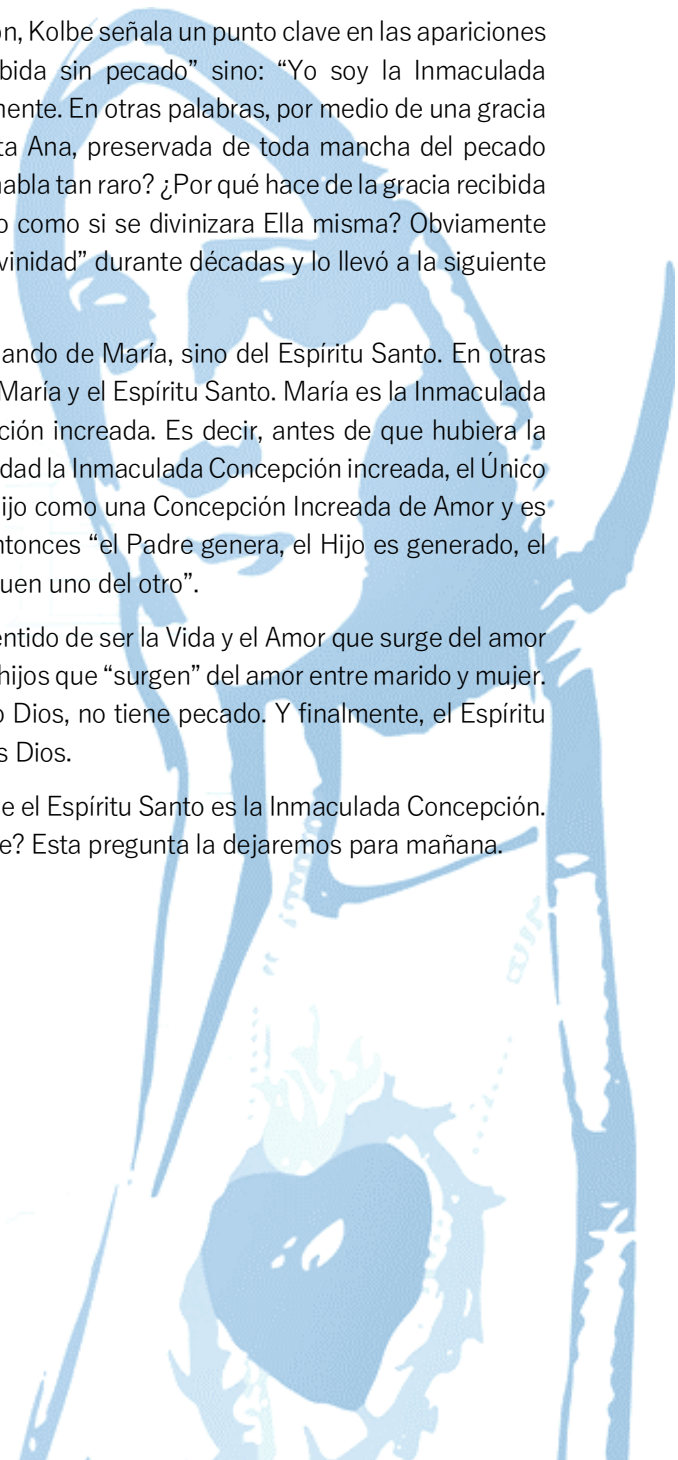 n, Kolbe señala un punto clave en las apariciones
bida sin pecado” sino: “Yo soy la Inmaculada
mente. En otras palabras, por medio de una gracia
ta Ana, preservada de toda mancha del pecado
habla tan raro? ¿Por qué hace de la gracia recibida
o como si se divinizara Ella misma? Obviamente
vinidad” durante décadas y lo llevó a la siguiente
ando de María, sino del Espíritu Santo. En otras
María y el Espíritu Santo. María es la Inmaculada
ción increada. Es decir, antes de que hubiera la
idad la Inmaculada Concepción increada, el Único
ijo como una Concepción Increada de Amor y es
ntonces “el Padre genera, el Hijo es generado, el
uen uno del otro”.
entido de ser la Vida y el Amor que surge del amor
hijos que “surgen” del amor entre marido y mujer.
o Dios, no tiene pecado. Y finalmente, el Espíritu
s Dios.
e el Espíritu Santo es la Inmaculada Concepción.
e? Esta pregunta la dejaremos para mañana.